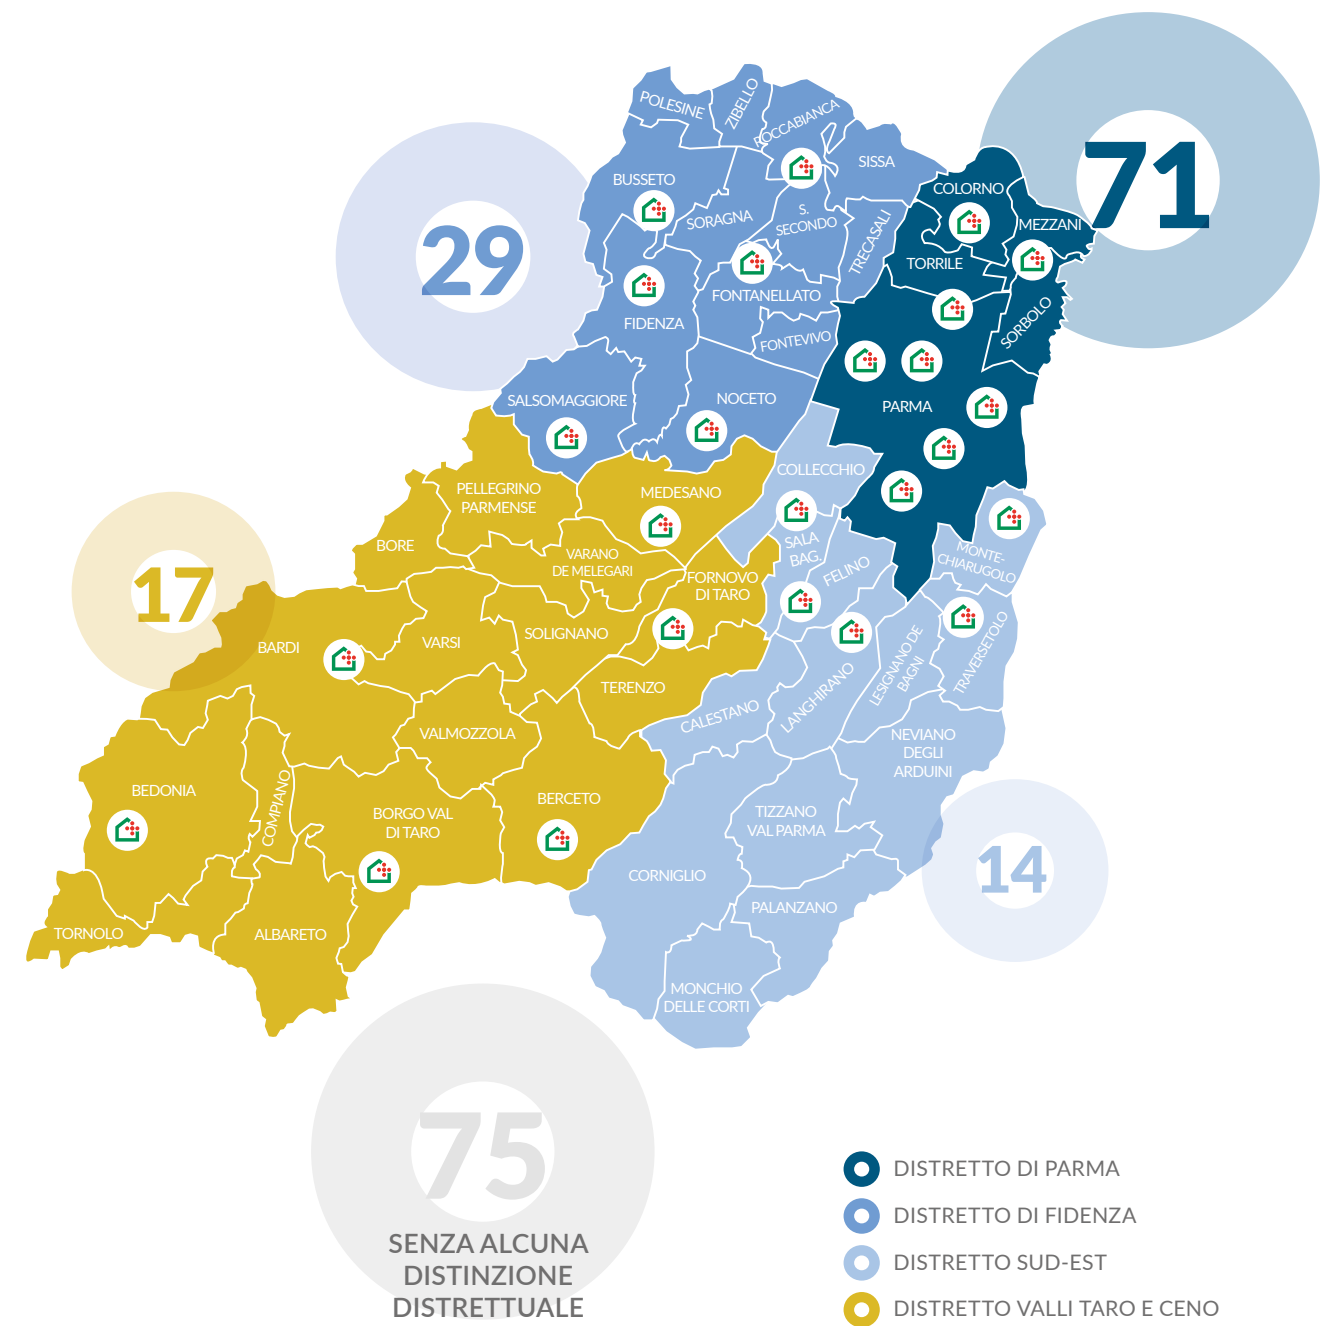 POLESINE
ZIBELLO
ROCCABIANCA
SISSA
71
BUSSETO
COLORNO
SORAGNA
S.
SECONDO
MEZZANI
29
TRECASALI
TORRILE
FONTANELLATO
FIDENZA
SORBOLO
FONTEVIVO
SALSOMAGGIORE
NOCETO
PARMA
COLLECCHIO
PELLEGRINO
PARMENSE
MEDESANO
BORE
VARANO
DE MELEGARI
SALA
BAG.
MONTE-
CHIARUGOLO
FELINO
17
FORNOVO
DI TARO
BARDI
VARSI
SOLIGNANO
LESIGNANO DE
BAGNI
TRAVERSETOLO
TERENZO
LANGHIRANO
CALESTANO
VALMOZZOLA
NEVIANO
DEGLI
ARDUINI
BEDONIA
COMPIANO
BERCETO
BORGO VAL
DI TARO
TIZZANO
VAL PARMA
14
CORNIGLIO
PALANZANO
TORNOLO
ALBARETO
MONCHIO
DELLE CORTI
75
SENZA ALCUNA
DISTINZIONE
DISTRETTUALE
DISTRETTO DI PARMA
DISTRETTO DI FIDENZA
DISTRETTO SUD-EST
DISTRETTO VALLI TARO E CENO